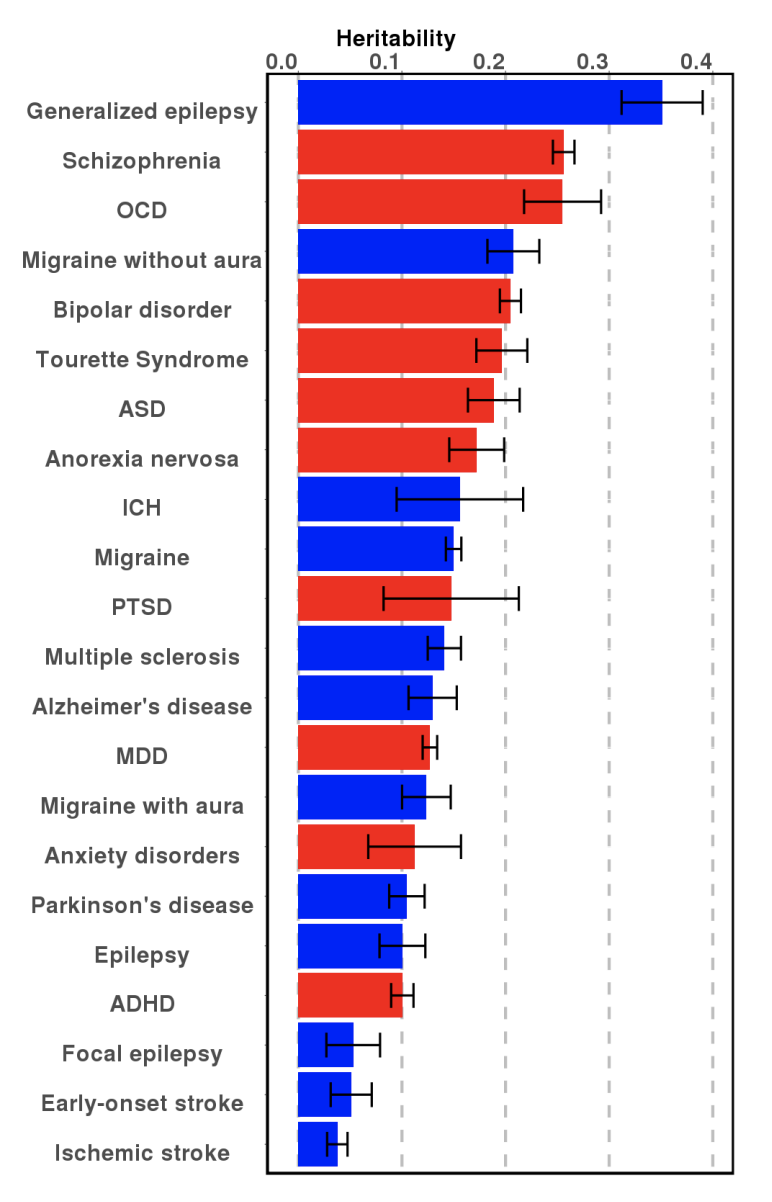 Heritability
0.0 0.1 0.2 0.3 0.4
Generalized epilepsy
Schizophrenia
OCD
Migraine without aura
Bipolar disorder
Tourette Syndrome
ASD
Anorexia nervosa
ICH
Migraine
PTSD
Multiple sclerosis
Alzheimer's disease
MDD
Migraine with aura
Anxiety disorders
Parkinson's disease
Epilepsy
ADHD
Focal epilepsy
Early-onset stroke
Ischemic stroke